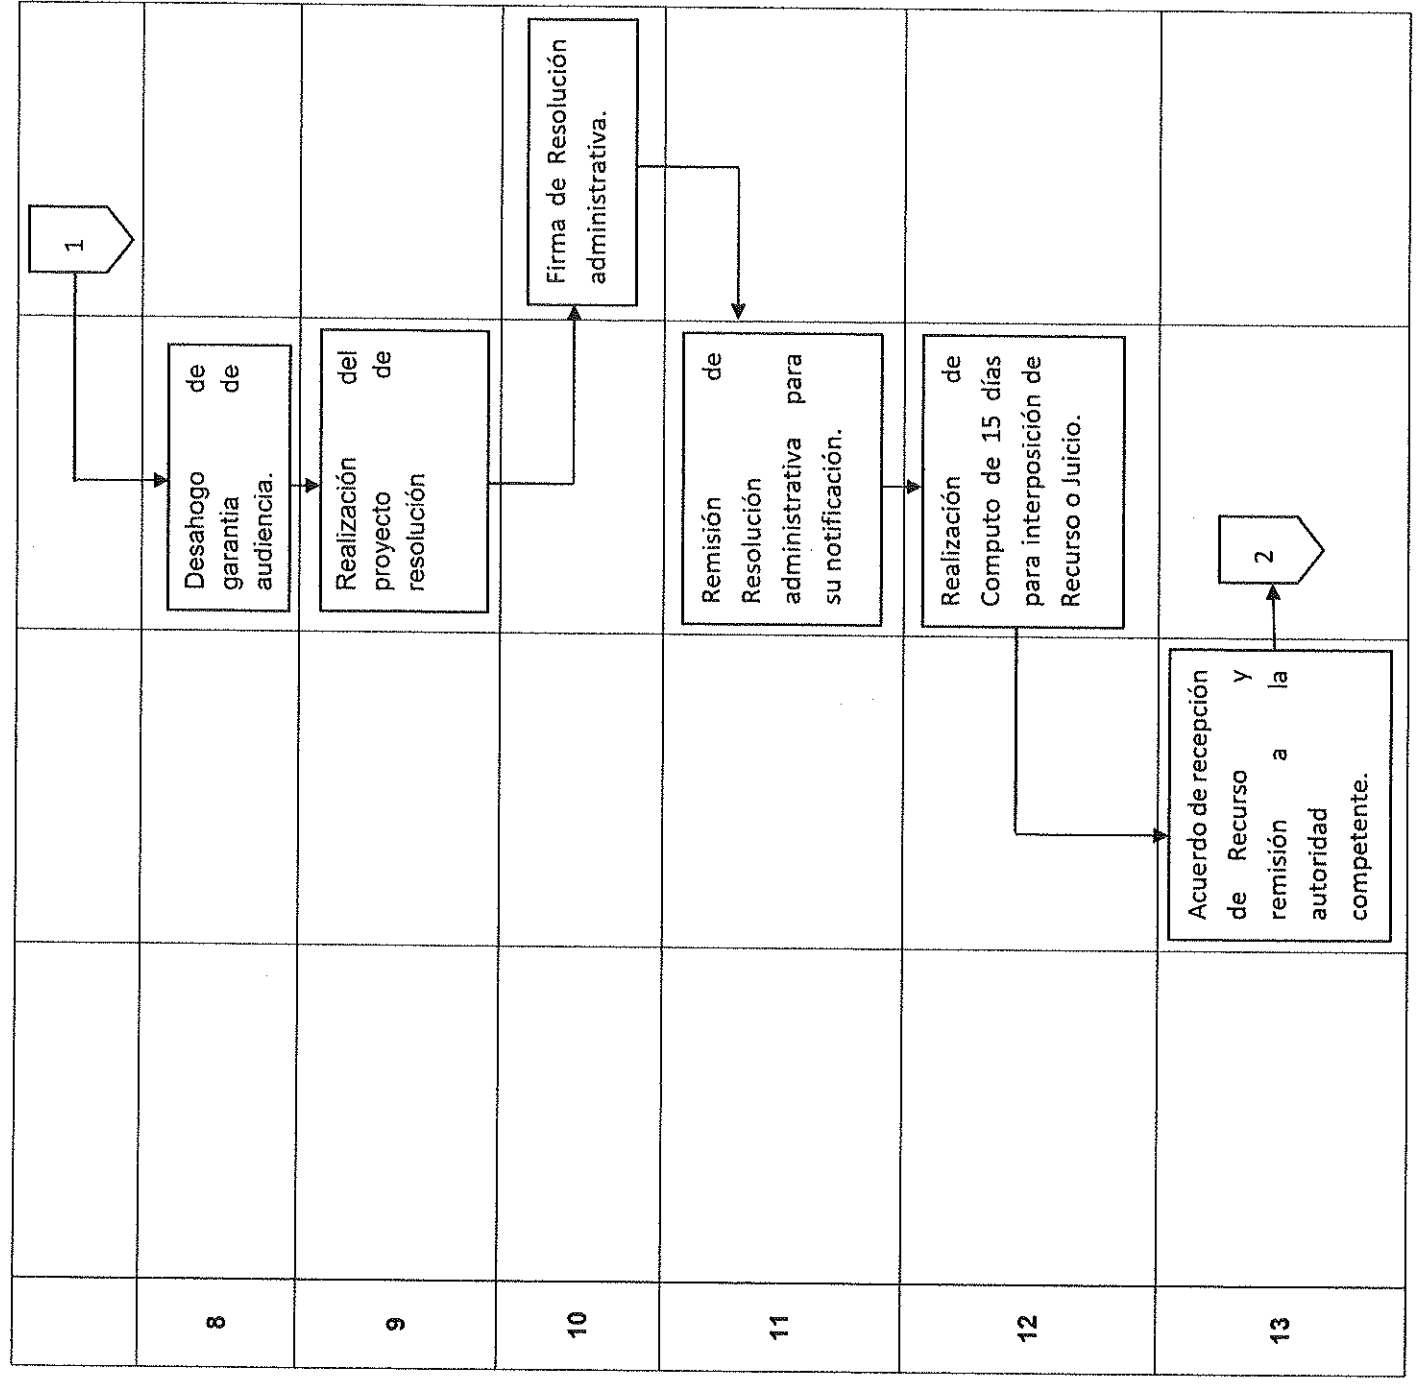 1
8
Desahogo de
garantia de
audiencia.
9
Realización del
proyecto de
resolución
10
Firma de Resolución
administrativa.
11
Remisión de
Resolución
administrativa para
su notificación.
12
Realización de
Computo de 15 días
para interposición de
Recurso o Juicio.
13
Acuerdo de recepción
de Recurso y
remisión a la
autoridad
competente.
2